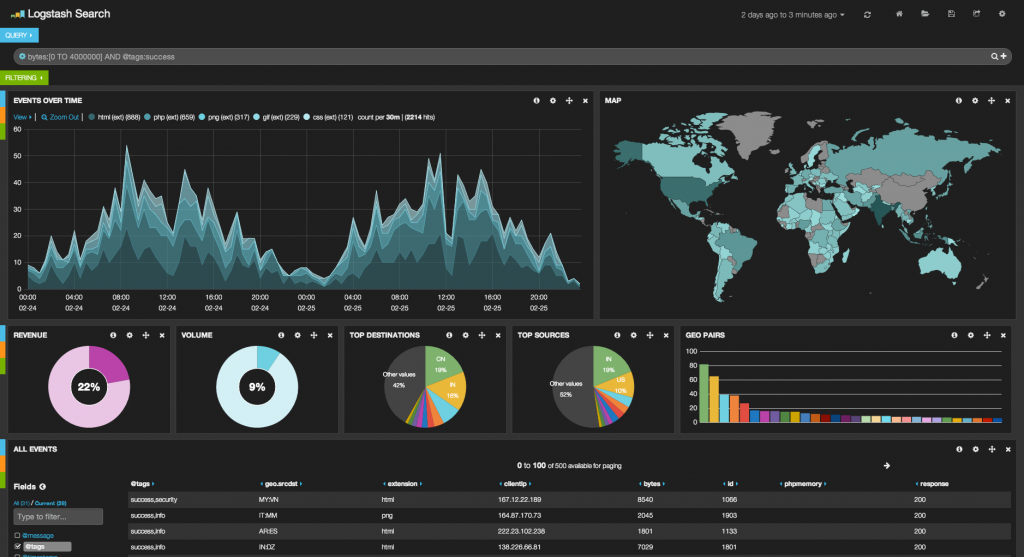 Logstash Search
2 days ago to 3 minutes ago
QUERY
bytes:[0 TO 4000000] AND @tags:success
FILTERING
EVENTS OVER TIME
View | Zoom Out | html (ext) (888) php (ext) (659) png (ext) (317) gif (ext) (229) css (ext) (121) count per 30m | (2214 hits)
60
50
40
30
20
10
0
00:00 04:00 08:00 12:00 16:00 20:00 00:00 04:00 08:00 12:00 16:00 20:00
02-24 02-24 02-24 02-24 02-24 02-24 02-25 02-25 02-25 02-25 02-25 02-25
MAP
REVENUE
22%
VOLUME
9%
TOP DESTINATIONS
CN
19%
IN
16%
Other values
42%
TOP SOURCES
IN
19%
US
10%
Other values
52%
GEO PAIRS
100
80
60
40
20
0
ALL EVENTS
0 to 100 of 500 available for paging
Fields
All (31) / Current (39)
Type to filter...
@message
@tags
@tags geo.srcdst extension clientip bytes id phpmemory response
success,security MY:VN html 167.12.22.189 8540 1066 200
success,info IT:MM png 164.87.170.73 2045 1903 200
success,info AR:ES html 222.23.102.238 1801 1133 200
success,info IN:DZ html 138.226.66.81 7029 1801 200